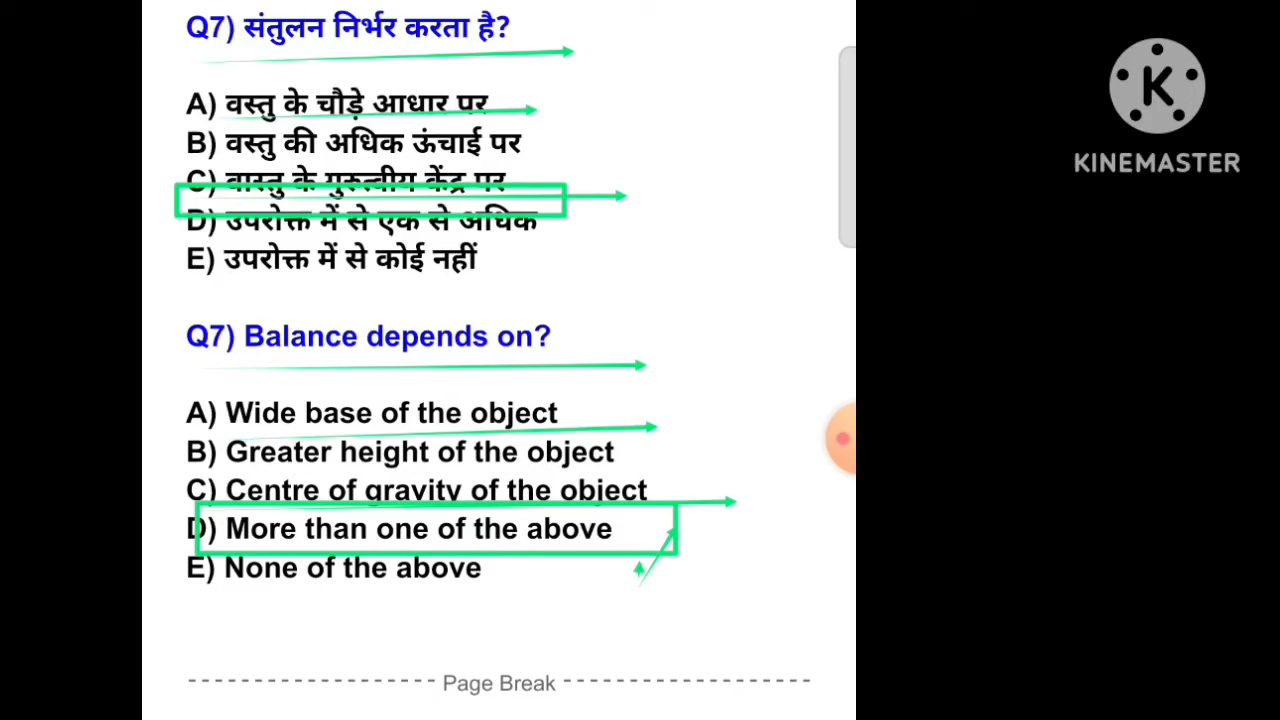 Q7) संतुलन निर्भर करता है?
A) वस्तु के चौड़े आधार पर
B) वस्तु की अधिक ऊंचाई पर
C) वास्तु के गुरुत्वीय केंद्र पर
D) उपरोक्त में से एक से अधिक
E) उपरोक्त में से कोई नहीं
Q7) Balance depends on?
A) Wide base of the object
B) Greater height of the object
C) Centre of gravity of the object
D) More than one of the above
E) None of the above
Page Break
K
KINEMASTER